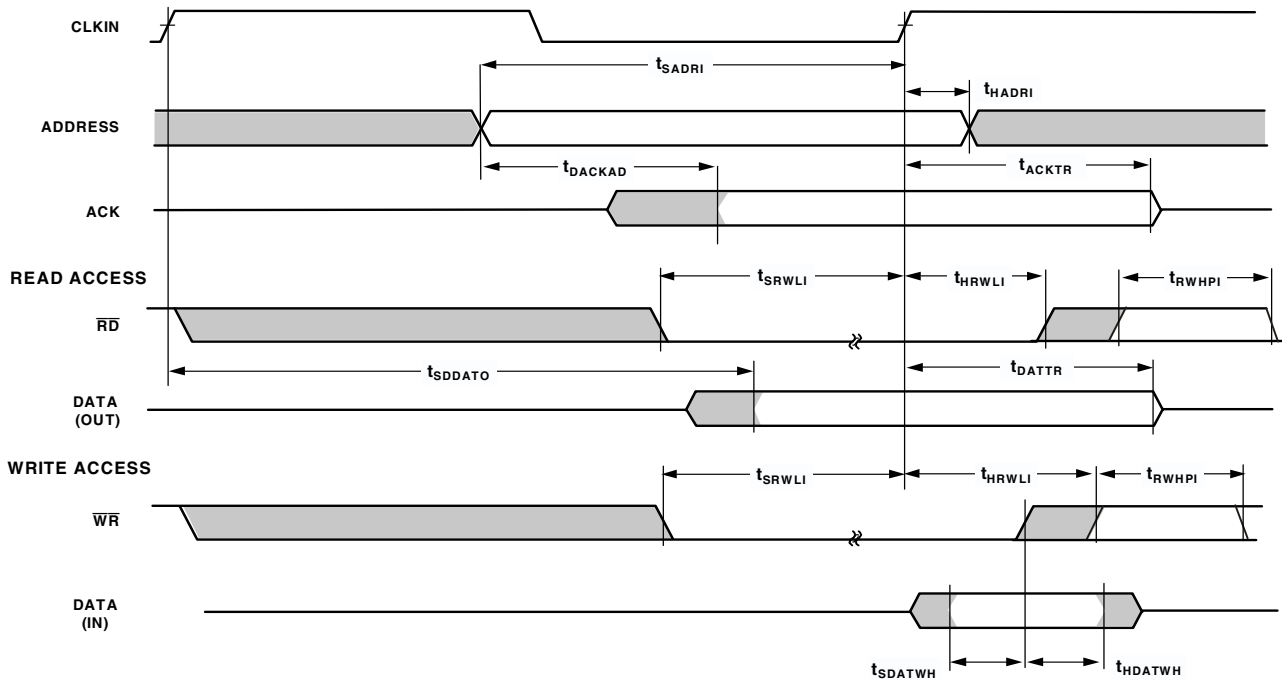 CLKIN
tSADRI
tHADRI
ADDRESS
tDACKAD
tACKTR
ACK
READ ACCESS
tSRWLI
tHRWLI
tRWHPI
RD
tSDDATO
tDATTR
DATA
(OUT)
WRITE ACCESS
tSRWLI
tHRWLI
tRWHPI
WR
DATA
(IN)
tSDATWH
tHDATWH